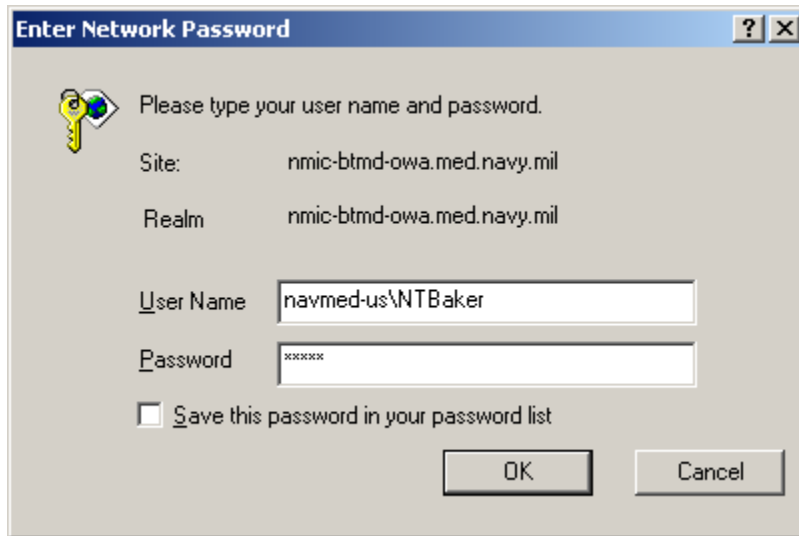 Enter Network Password
Please type your user name and password.
Site: nmic-btmd-owa.med.navy.mil
Realm nmic-btmd-owa.med.navy.mil
User Name navmed-us\NTBaker
Password xxxxx
Save this password in your password list
OK Cancel